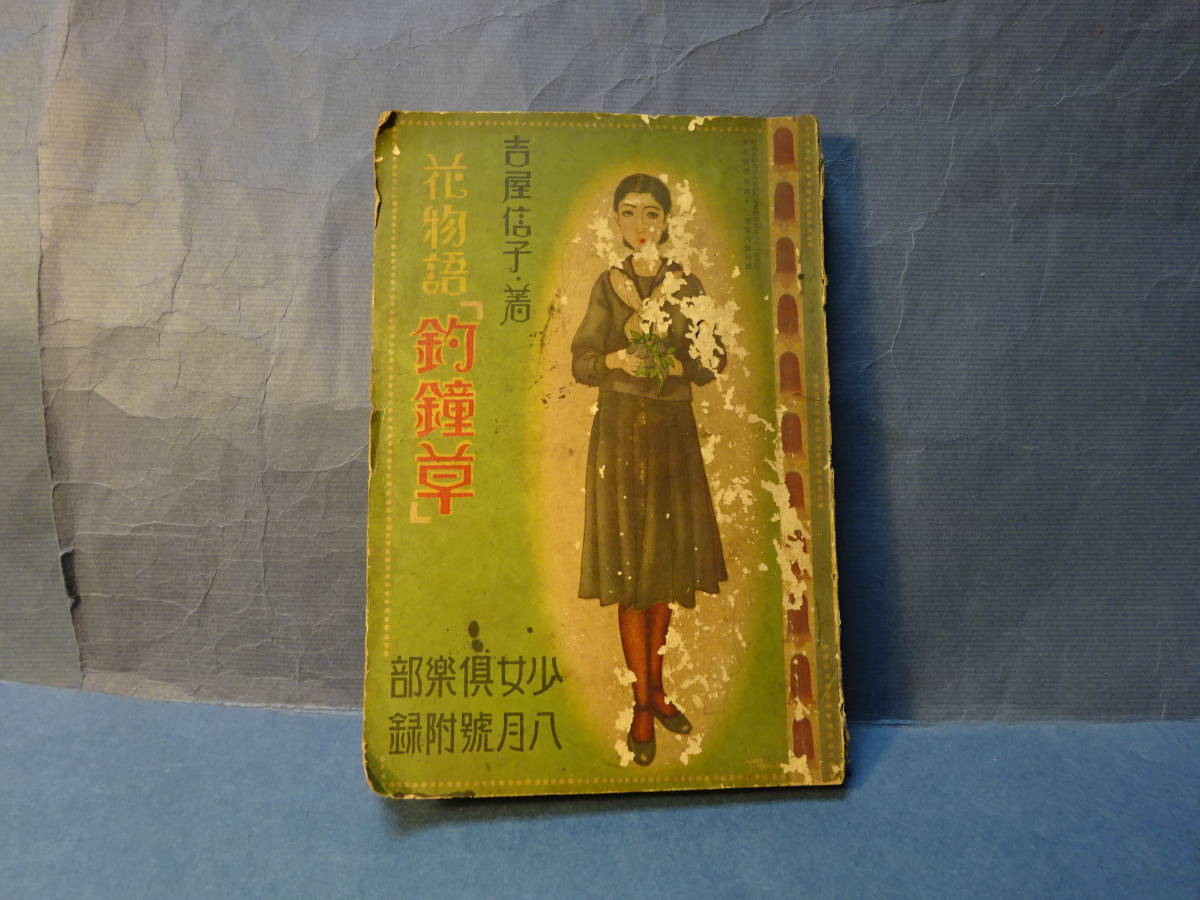 吉屋信子・著
花物語
「釣鐘草」
少女倶樂部
八月號附録